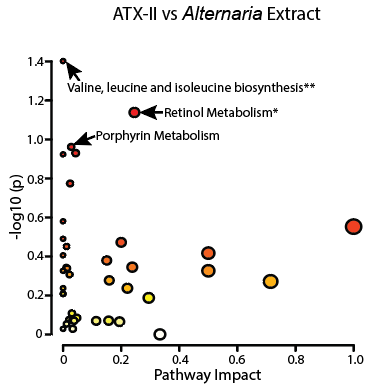 ATX-II vs Alternaria Extract
1.4
Valine, leucine and isoleucine biosynthesis**
1.2
Retinol Metabolism*
1.0
Porphyrin Metabolism
0.8
-log10 (p)
0.6
0.4
0.2
0
0 0.2 0.4 0.6 0.8 1.0
Pathway Impact